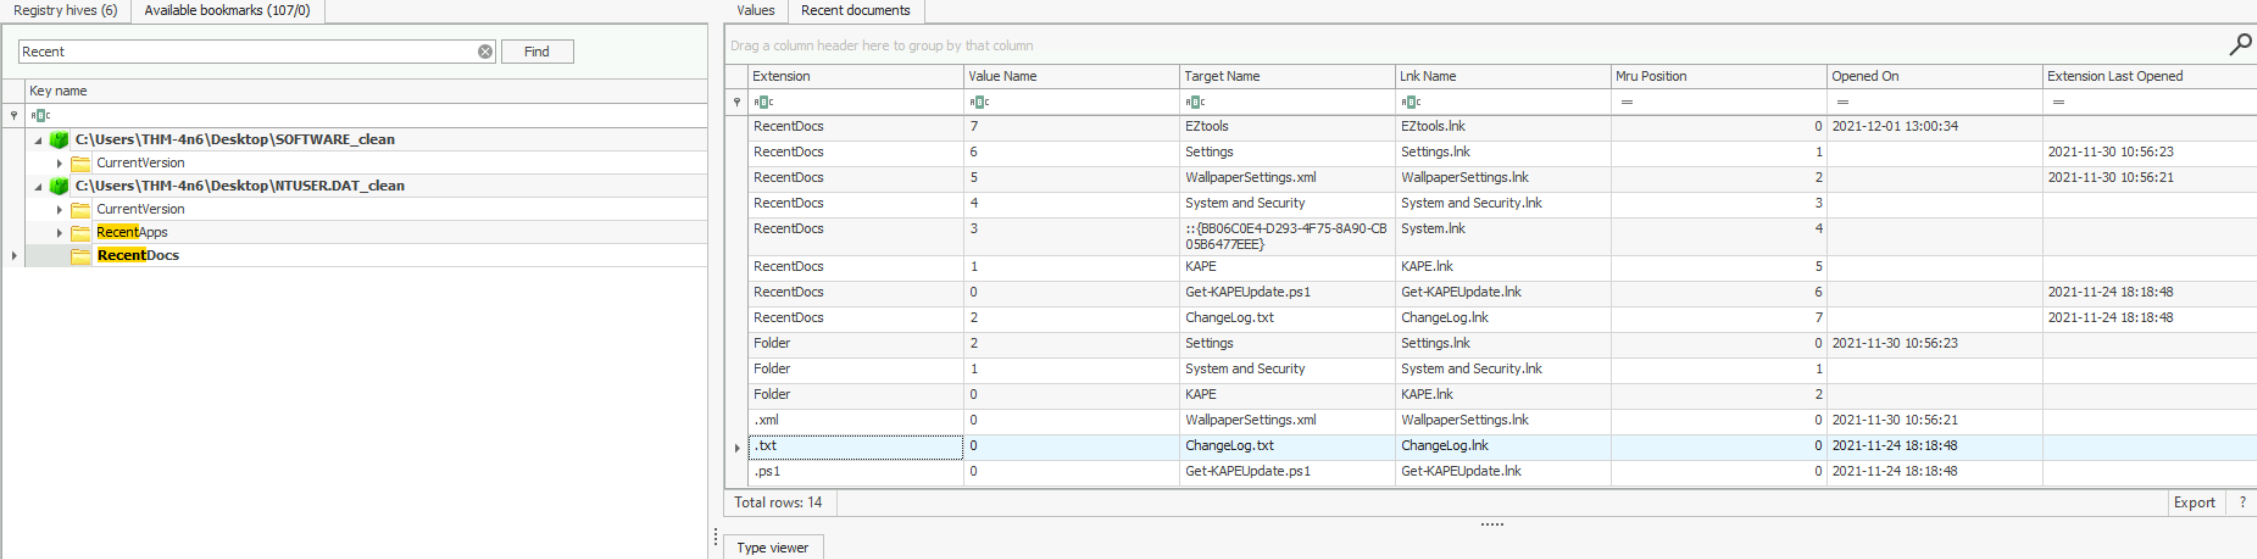 Registry hives (6) Available bookmarks (107/0)
Recent Find
Key name
ABC
C:\Users\THM-4n6\Desktop\SOFTWARE_clean
CurrentVersion
C:\Users\THM-4n6\Desktop\NTUSER.DAT_clean
CurrentVersion
RecentApps
RecentDocs
Values Recent documents
Drag a column header here to group by that column
Extension Value Name Target Name Lnk Name Mru Position Opened On Extension Last Opened
ABC ABC ABC ABC = = =
RecentDocs 7 EZtools EZtools.lnk 0 2021-12-01 13:00:34
RecentDocs 6 Settings Settings.lnk 1 2021-11-30 10:56:23
RecentDocs 5 WallpaperSettings.xml WallpaperSettings.lnk 2 2021-11-30 10:56:21
RecentDocs 4 System and Security System and Security.lnk 3
RecentDocs 3 ::{BB06C0E4-D293-4F75-8A90-CB System.lnk 4
05B6477EEE}
RecentDocs 1 KAPE KAPE.lnk 5
RecentDocs 0 Get-KAPEUpdate.ps1 Get-KAPEUpdate.lnk 6 2021-11-24 18:18:48
RecentDocs 2 ChangeLog.txt ChangeLog.lnk 7 2021-11-24 18:18:48
Folder 2 Settings Settings.lnk 0 2021-11-30 10:56:23
Folder 1 System and Security System and Security.lnk 1
Folder 0 KAPE KAPE.lnk 2
.xml 0 WallpaperSettings.xml WallpaperSettings.lnk 0 2021-11-30 10:56:21
.txt 0 ChangeLog.txt ChangeLog.lnk 0 2021-11-24 18:18:48
.ps1 0 Get-KAPEUpdate.ps1 Get-KAPEUpdate.lnk 0 2021-11-24 18:18:48
Total rows: 14 Export ?
Type viewer